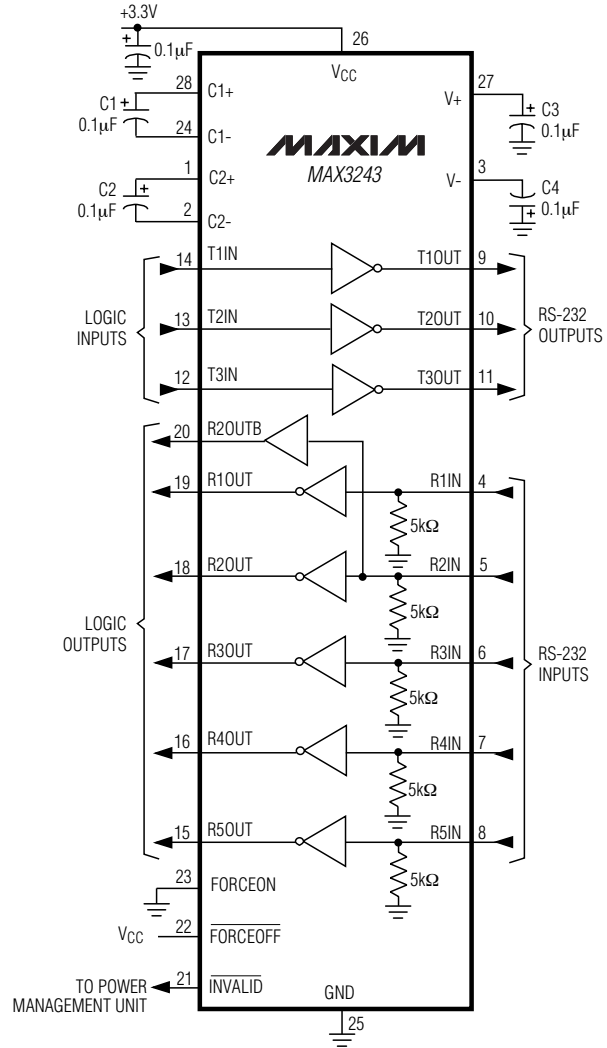 +3.3V
26
+
0.1µF
VCC
28
C1+
27
V+
C1
+
0.1µF
+
C3
0.1µF
24
C1-
MAXIM
MAX3243
1
C2+
3
V-
C2
+
0.1µF
C4
+
0.1µF
2
C2-
14
T1IN
T1OUT
9
LOGIC
INPUTS
13
T2IN
T2OUT
10
RS-232
OUTPUTS
12
T3IN
T3OUT
11
20
R2OUTB
19
R1OUT
R1IN
4
5kΩ
18
R2OUT
R2IN
5
5kΩ
LOGIC
OUTPUTS
17
R3OUT
R3IN
6
RS-232
INPUTS
5kΩ
16
R4OUT
R4IN
7
5kΩ
15
R5OUT
R5IN
8
5kΩ
23
FORCEON
VCC
22
FORCEOFF
TO POWER
MANAGEMENT UNIT
21
INVALID
GND
25